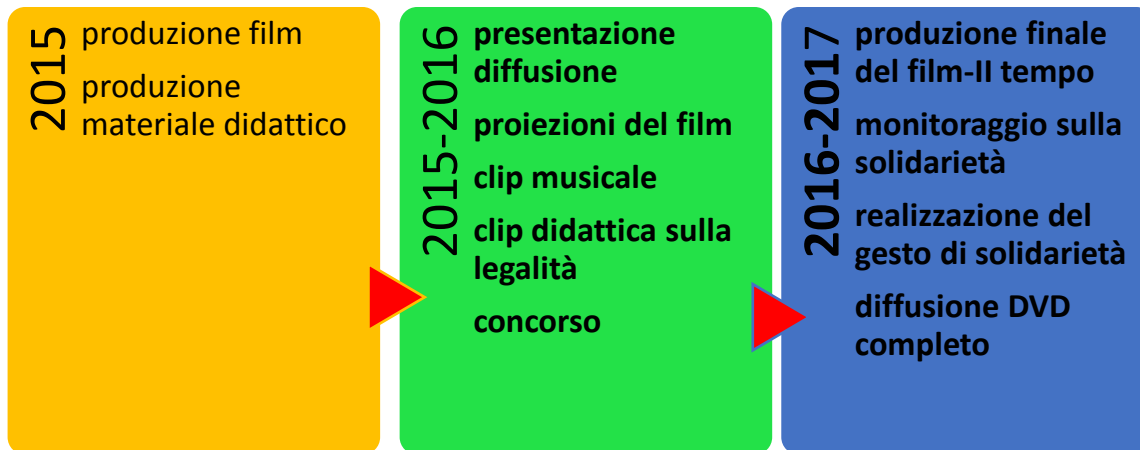 2015
produzione film
produzione
materiale didattico
2015-2016
presentazione
diffusione
proiezioni del film
clip musicale
clip didattica sulla
legalità
concorso
2016-2017
produzione finale
del film-II tempo
monitoraggio sulla
solidarietà
realizzazione del
gesto di solidarietà
diffusione DVD
completo